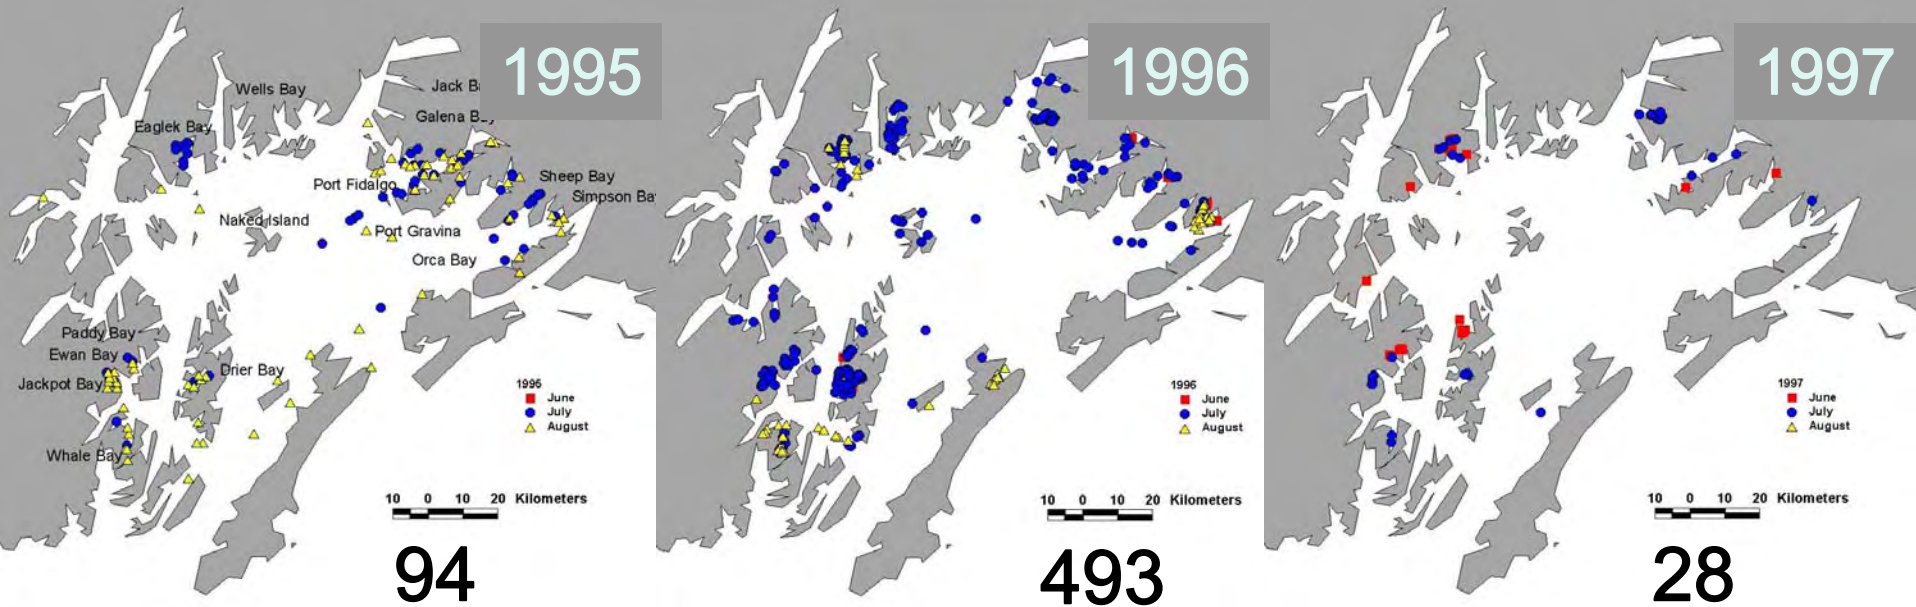 1995
Wells Bay
Jack Ba
Galena Bay
Eaglek Bay
Port Fidalgo
Sheep Bay
Simpson Bay
Naked Island
Port Gravina
Orca Bay
Paddy Bay
Ewan Bay
Jackpot Bay
Drier Bay
Whale Bay
1996
June
July
August
10 0 10 20 Kilometers
94
1996
1996
June
July
August
10 0 10 20 Kilometers
493
1997
1997
June
July
August
10 0 10 20 Kilometers
28